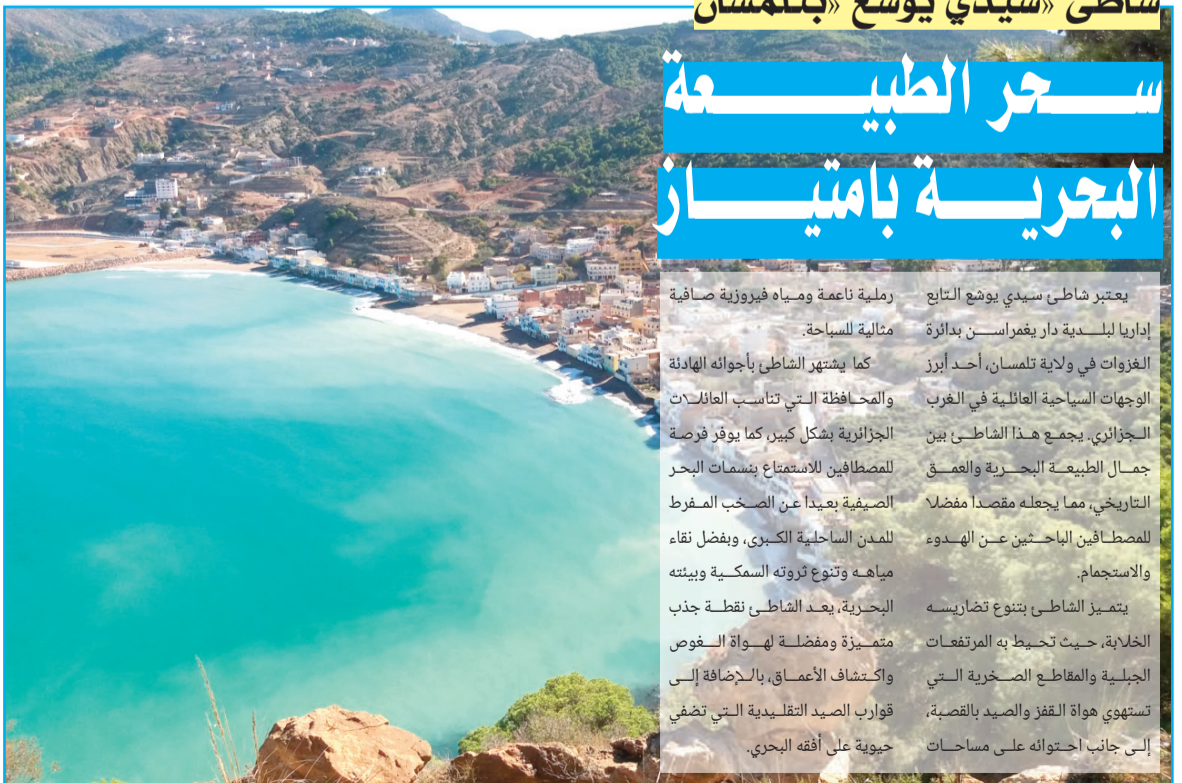 شاطئ «سيدي يوشع «بتلمسان
سحر الطبيعة
البحرية بامتياز
يعتبر شاطئ سيدي يوشع التابع
إداريا لبلدية دار يغمراسن بدائرة
الغزوات في ولاية تلمسان، أحد أبرز
الوجهات السياحية العائلية في الغرب
الجزائري. يجمع هذا الشاطئ بين
جمال الطبيعة البحرية والعمق
التاريخي، مما يجعله مقصدا مفضلا
للمصطافين الباحثين عن الهدوء
والاستجمام.
يتميز الشاطئ بتنوع تضاريسه
الخلابة، حيث تحيط به المرتفعات
الجبلية والمقاطع الصخرية التي
تستهوي هواة القفز والصيد بالقصبة،
إلى جانب احتوائه على مساحات
رملية ناعمة ومياه فيروزية صافية
مثالية للسباحة.
كما يشتهر الشاطئ بأجوائه الهادئة
والمحافظة التي تناسب العائلات
الجزائرية بشكل كبير، كما يوفر فرصة
للمصطافين للاستمتاع بنسمات البحر
الصيفية بعيدا عن الصخب المفرط
للمدن الساحلية الكبرى، وبفضل نقاء
مياهه وتنوع ثروته السمكية وبيئته
البحرية، يعد الشاطئ نقطة جذب
متميزة ومفضلة لهواة الغوص
واكتشاف الأعماق، بالإضافة إلى
قوارب الصيد التقليدية التي تضفي
حيوية على أفقه البحري.